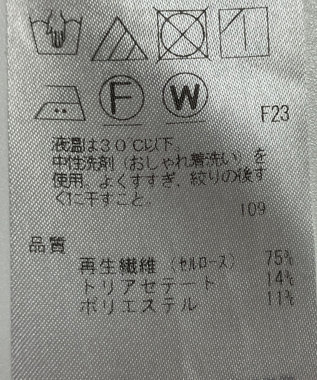 F W
F23
液温は30℃以下。
中性洗剤（おしゃれ着洗い）を
使用。よくすすぎ、絞りの後す
ぐに干すこと。
109
品質
再生繊維（セルロース） 75%
トリアセテート 14%
ポリエステル 11%